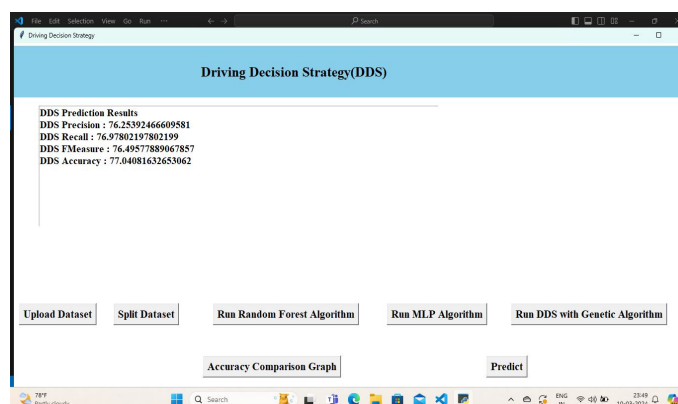 File Edit Selection View Go Run ...
Search
Driving Decision Strategy
Driving Decision Strategy(DDS)
DDS Prediction Results
DDS Precision : 76.25392466609581
DDS Recall : 76.97802197802199
DDS FMeasure : 76.49577889067857
DDS Accuracy : 77.04081632653062
Upload Dataset
Split Dataset
Run Random Forest Algorithm
Run MLP Algorithm
Run DDS with Genetic Algorithm
Accuracy Comparison Graph
Predict
78°F
Search
ENG
23:49
10-03-2024